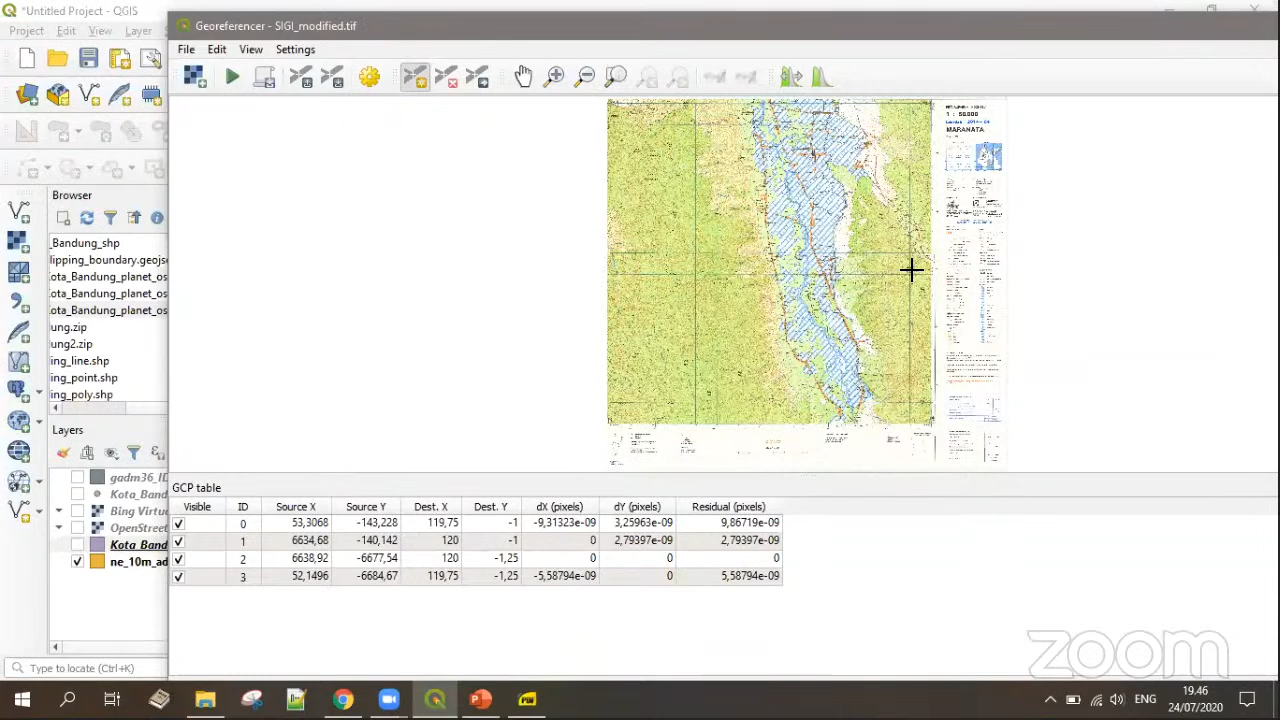 *Untitled Project - QGIS
Project Edit View Layer
Georeferencer - SIGI_modified.tif
File Edit View Settings
Browser
_Bandung_shp
lipping_boundary.geojs
ota_Bandung_planet_os
ota_Bandung_planet_os
ota_Bandung_planet_os
ung.zip
ung2.zip
ing_line.shp
ing_point.shp
ing_poly.shp
Layers
gadm36_ID
Kota_Band
Bing Virtu
OpenStreet
Kota_Band
ne_10m_ad
1 : 50.000
MARANATA
GCP table
Visible ID Source X Source Y Dest. X Dest. Y dX (pixels) dY (pixels) Residual (pixels)
0 53,3068 -143,228 119,75 -1 -9,31323e-09 3,25963e-09 9,86719e-09
1 6634,68 -140,142 120 -1 0 2,79397e-09 2,79397e-09
2 6638,92 -6677,54 120 -1,25 0 0 0
3 52,1496 -6684,67 119,75 -1,25 -5,58794e-09 0 5,58794e-09
Type to locate (Ctrl+K)
zoom
ENG
19.46
24/07/2020